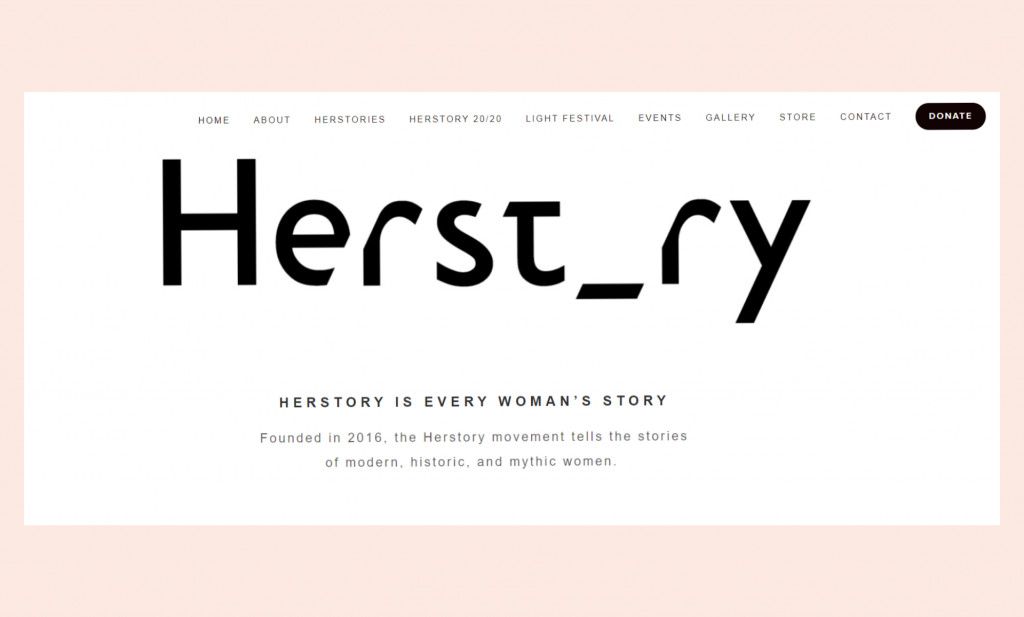 HOME ABOUT HERSTORIES HERSTORY 20/20 LIGHT FESTIVAL EVENTS GALLERY STORE CONTACT DONATE
Herst_ry
HERSTORY IS EVERY WOMAN’S STORY
Founded in 2016, the Herstory movement tells the stories
of modern, historic, and mythic women.